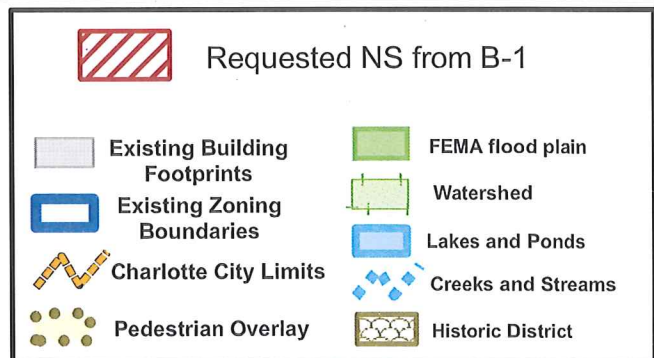 Requested NS from B-1
Existing Building
Footprints
Existing Zoning
Boundaries
Charlotte City Limits
Pedestrian Overlay
FEMA flood plain
Watershed
Lakes and Ponds
Creeks and Streams
Historic District